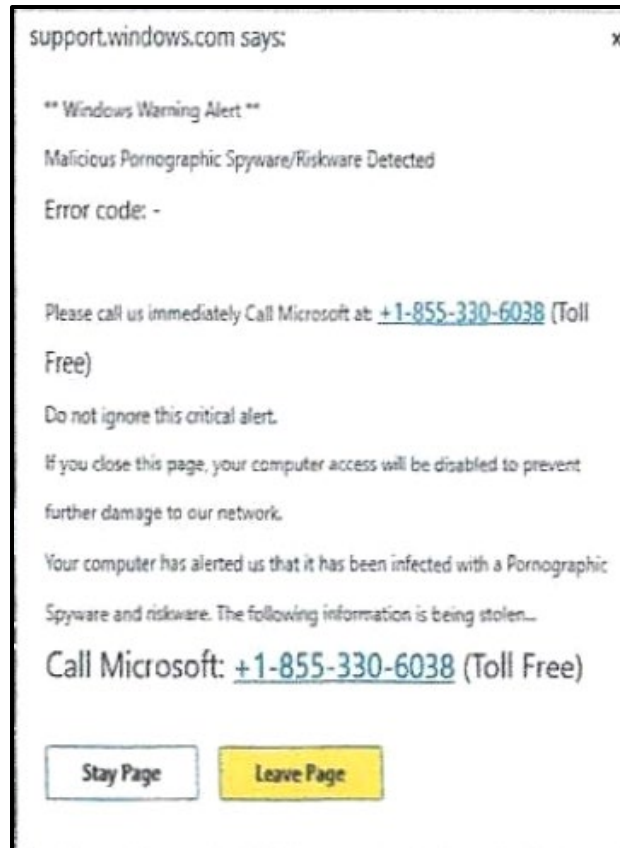 support.windows.com says:
x
** Windows Warning Alert **
Malicious Pornographic Spyware/Riskware Detected
Error code: -
Please call us immediately Call Microsoft at: +1-855-330-6038 (Toll
Free)
Do not ignore this critical alert.
If you close this page, your computer access will be disabled to prevent
further damage to our network.
Your computer has alerted us that it has been infected with a Pornographic
Spyware and riskware. The following information is being stolen...
Call Microsoft: +1-855-330-6038 (Toll Free)
Stay Page
Leave Page